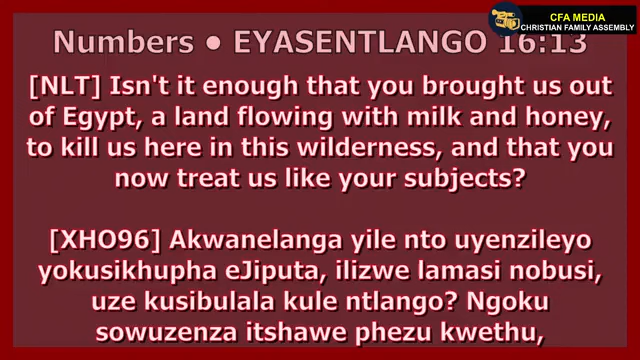 CFA MEDIA
CHRISTIAN FAMILY ASSEMBLY
Numbers ● EYASENTLANGO 16:13
[NLT] Isn't it enough that you brought us out
of Egypt, a land flowing with milk and honey,
to kill us here in this wilderness, and that you
now treat us like your subjects?
[XHO96] Akwanelanga yile nto uyenzileyo
yokusikhupha eJiputa, ilizwe lamasi nobusi,
uze kusibulala kule ntlango? Ngoku
sowuzenza itshawe phezu kwethu,